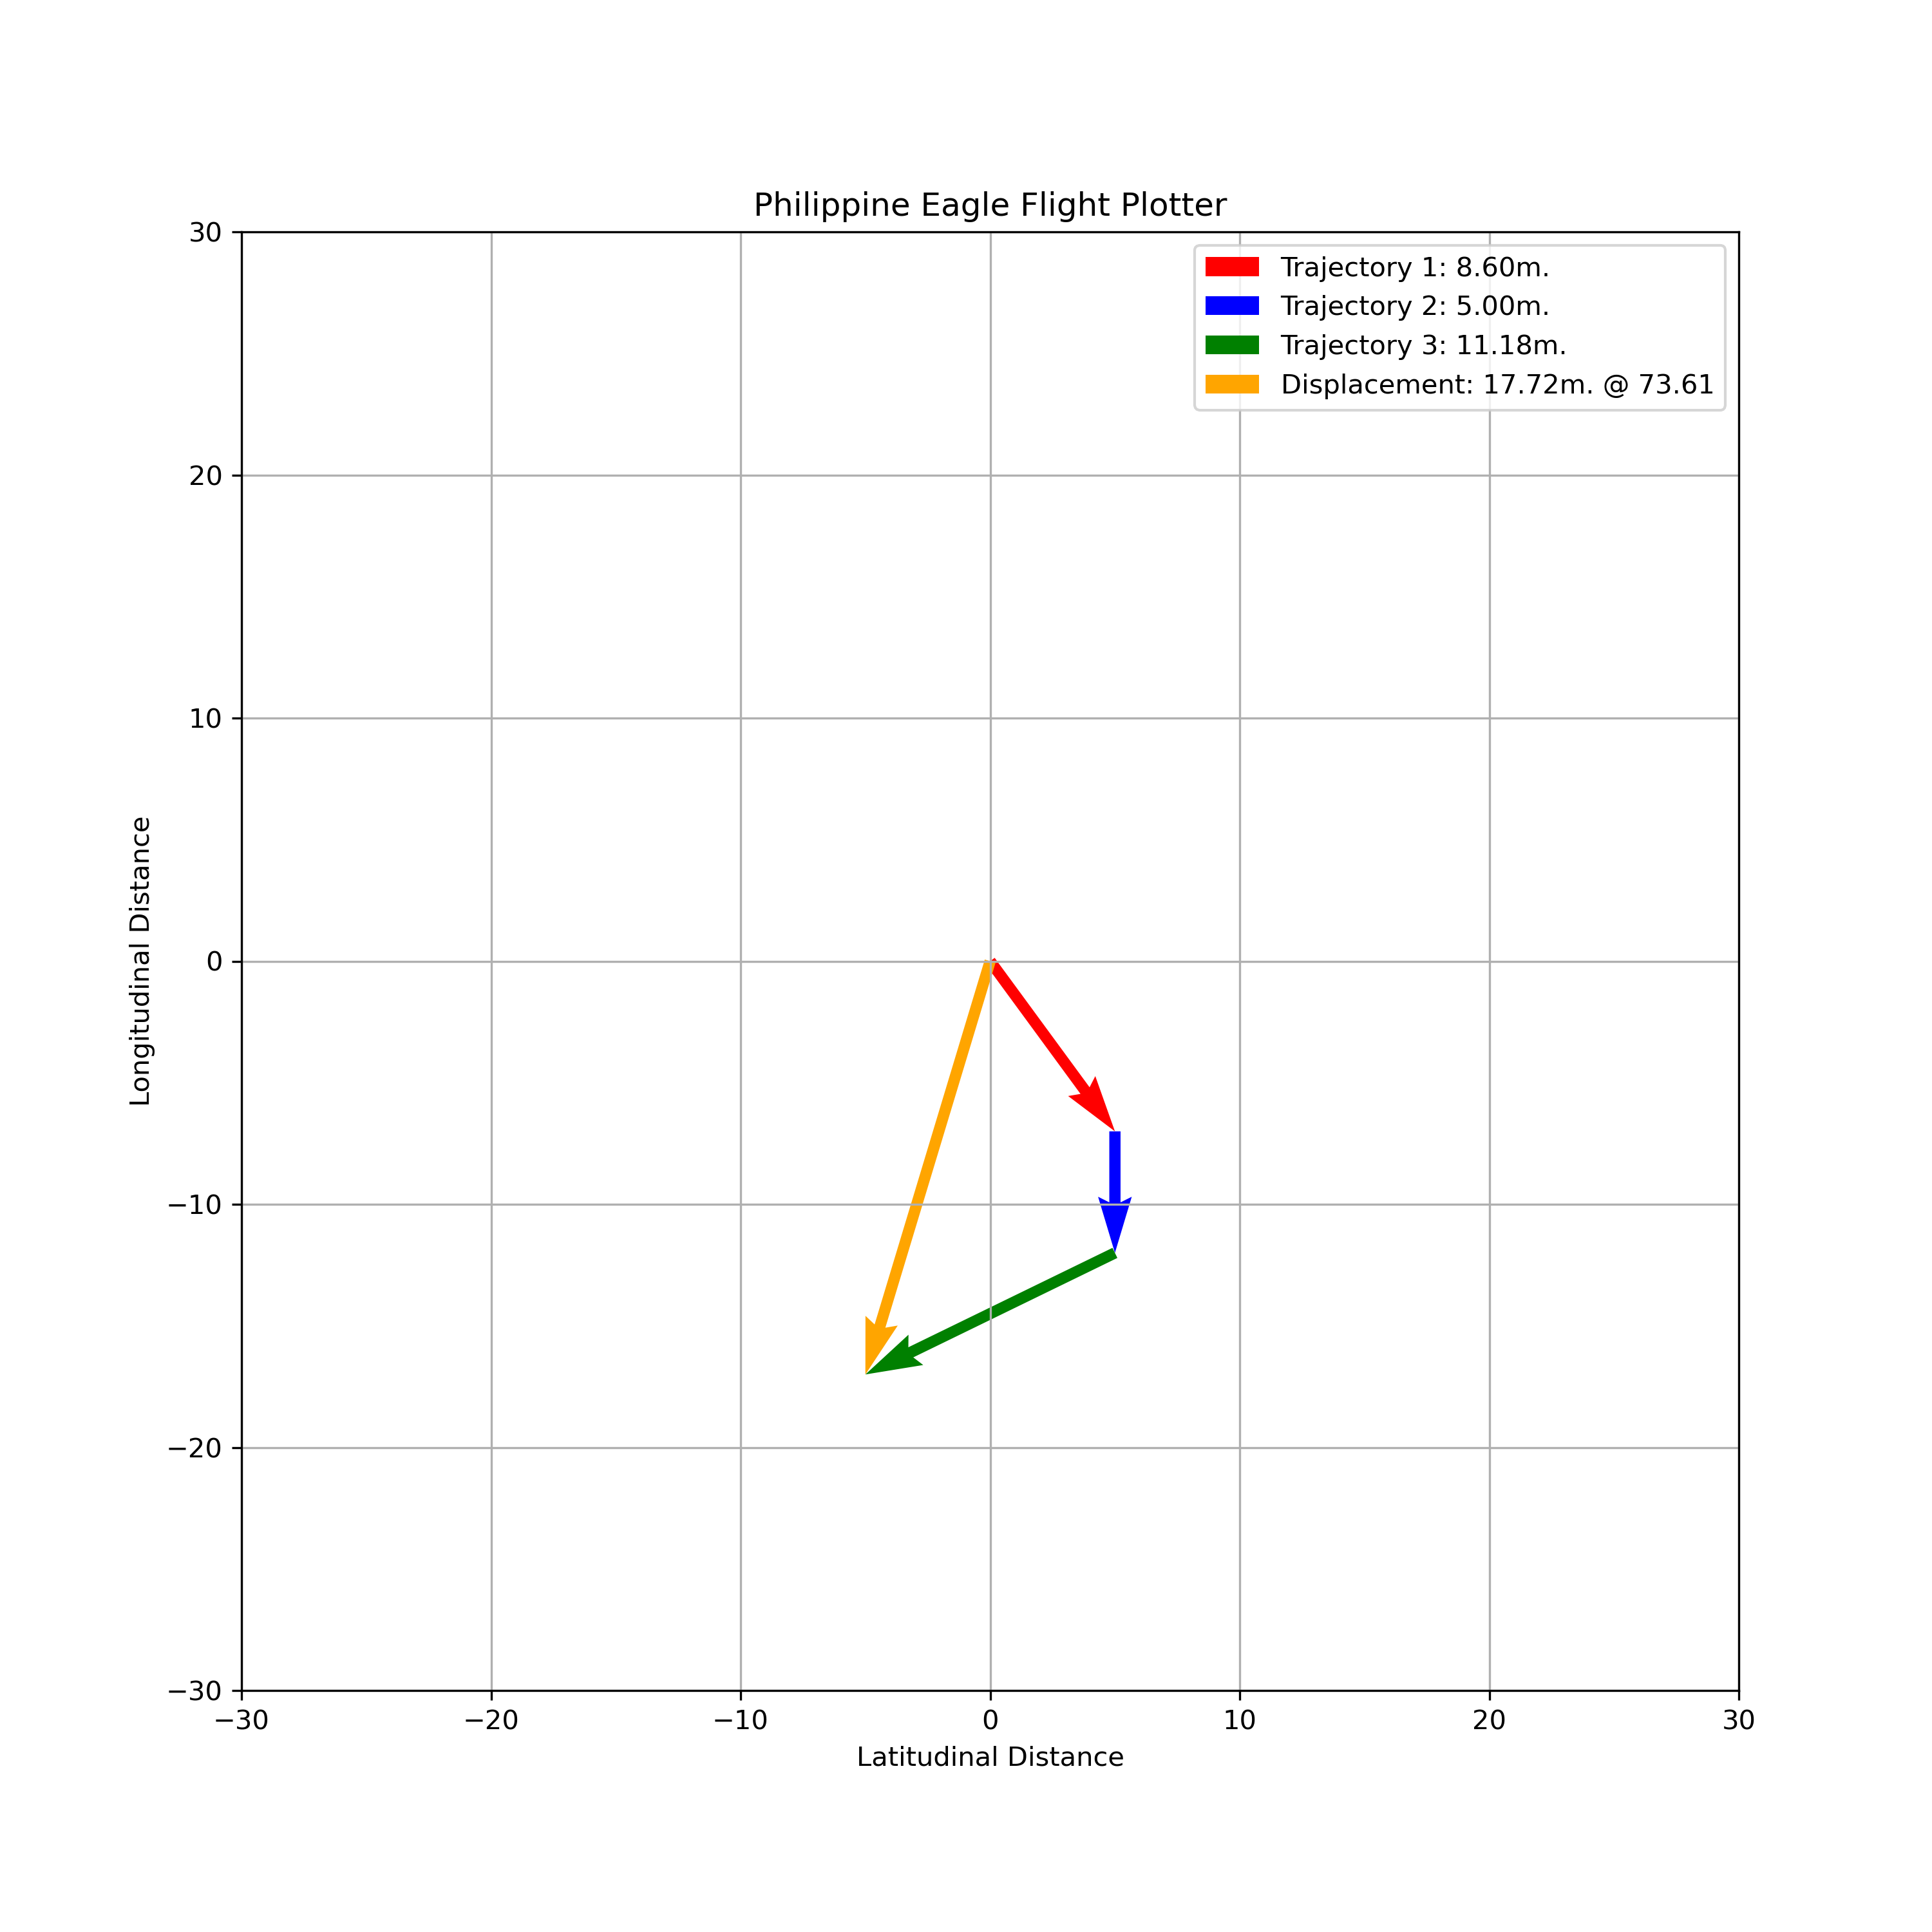 Philippine Eagle Flight Plotter
Trajectory 1: 8.60m.
Trajectory 2: 5.00m.
Trajectory 3: 11.18m.
Displacement: 17.72m. @ 73.61
30
20
10
0
−10
−20
−30
Longitudinal Distance
−30 −20 −10 0 10 20 30
Latitudinal Distance